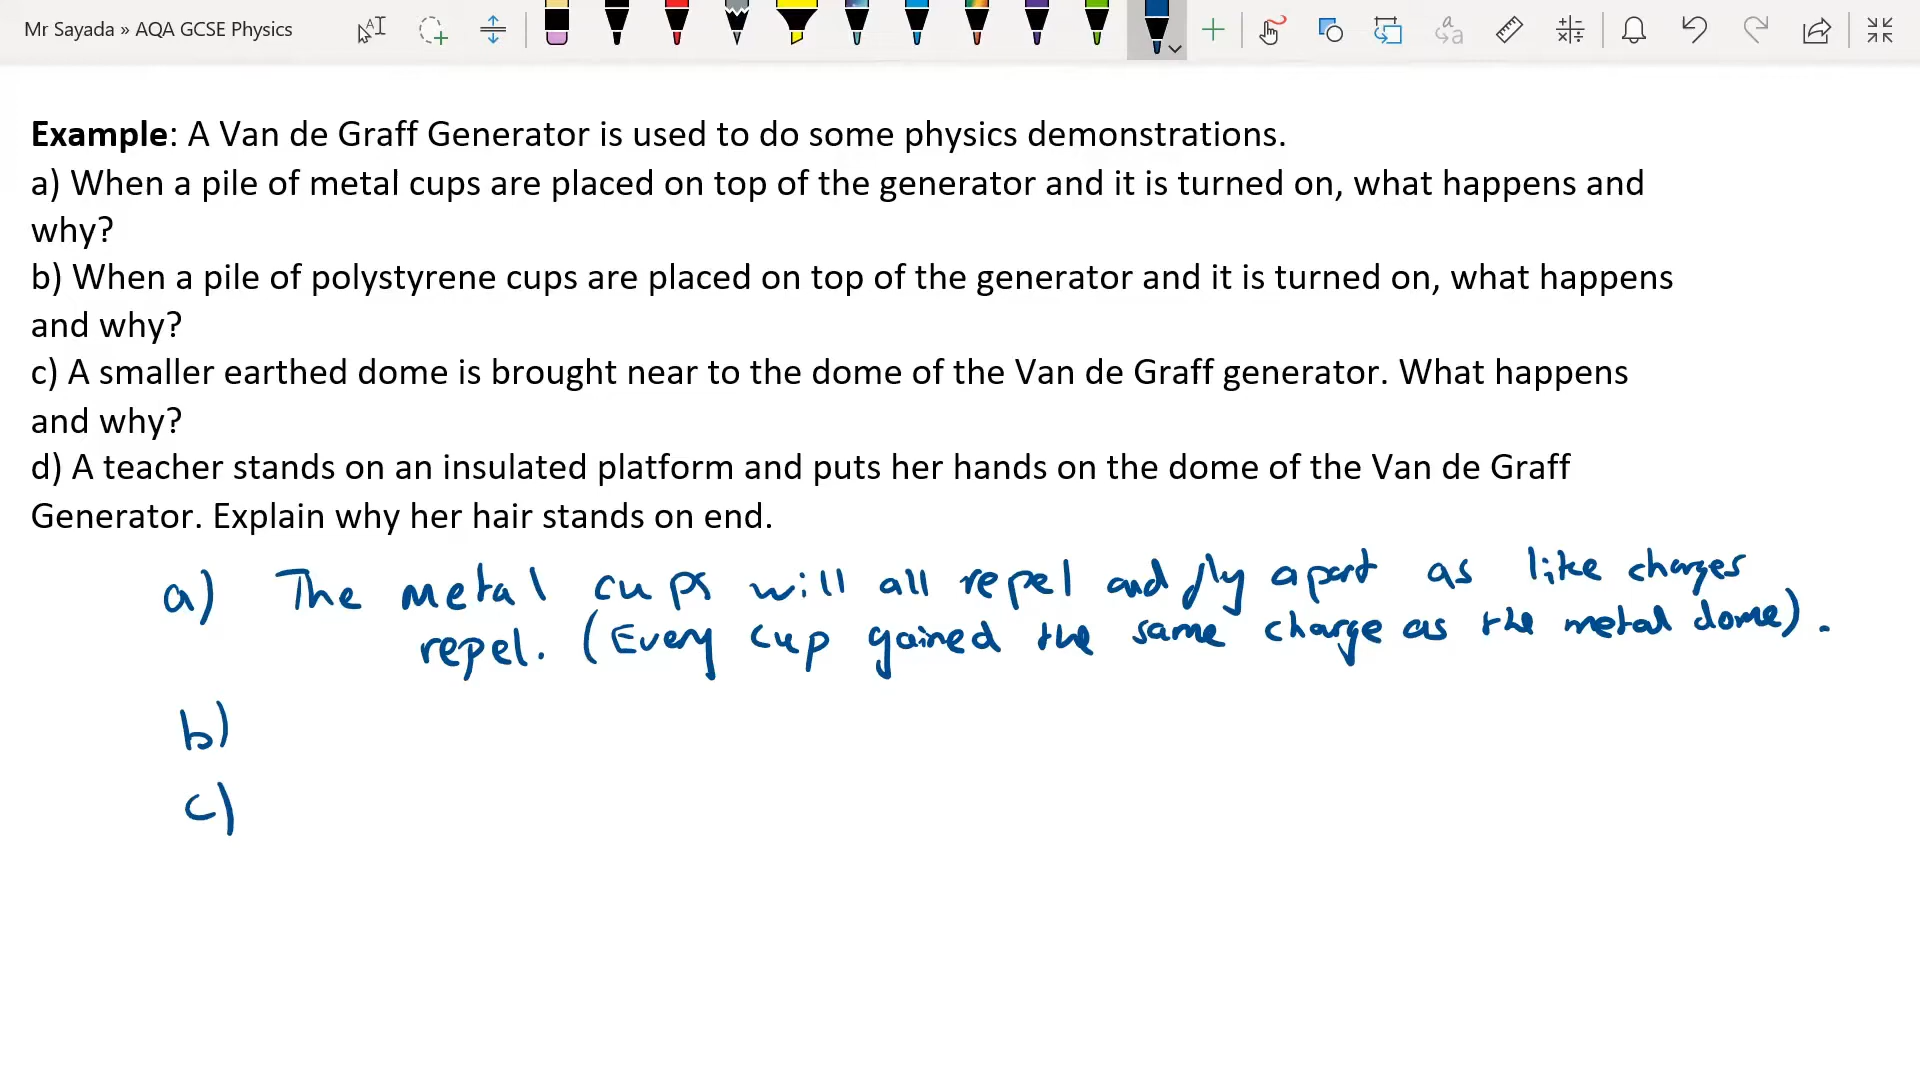 Mr Sayada » AQA GCSE Physics
Example: A Van de Graff Generator is used to do some physics demonstrations.
a) When a pile of metal cups are placed on top of the generator and it is turned on, what happens and
why?
b) When a pile of polystyrene cups are placed on top of the generator and it is turned on, what happens
and why?
c) A smaller earthed dome is brought near to the dome of the Van de Graff generator. What happens
and why?
d) A teacher stands on an insulated platform and puts her hands on the dome of the Van de Graff
Generator. Explain why her hair stands on end.
a) The metal cups will all repel and fly apart as like charges
repel. (Every cup gained the same charge as the metal dome).
b)
c)